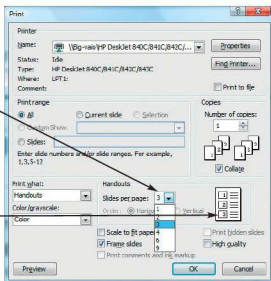 Print
Printer
Name: \\Big-raio\HP DeskJet 840C/841C/842C/... Properties
Status: Idle Find Printer...
Type: HP DeskJet 840C/841C/842C/843C
Where: LPT1:
Comment: Print to file
Print range Copies
All Current slide Selection Number of copies:
Custom Show: 1
Slides:
Enter slide numbers and/or slide ranges. For example,
1,3,5-12
Collate
Print what: Handouts
Handouts Slides per page: 3
Color/grayscale: Order: Vertical
Color
1
2
3
4
6
9
Scale to fit paper Print hidden slides
Frame slides High quality
Print comments and ink markup
Preview OK Cancel